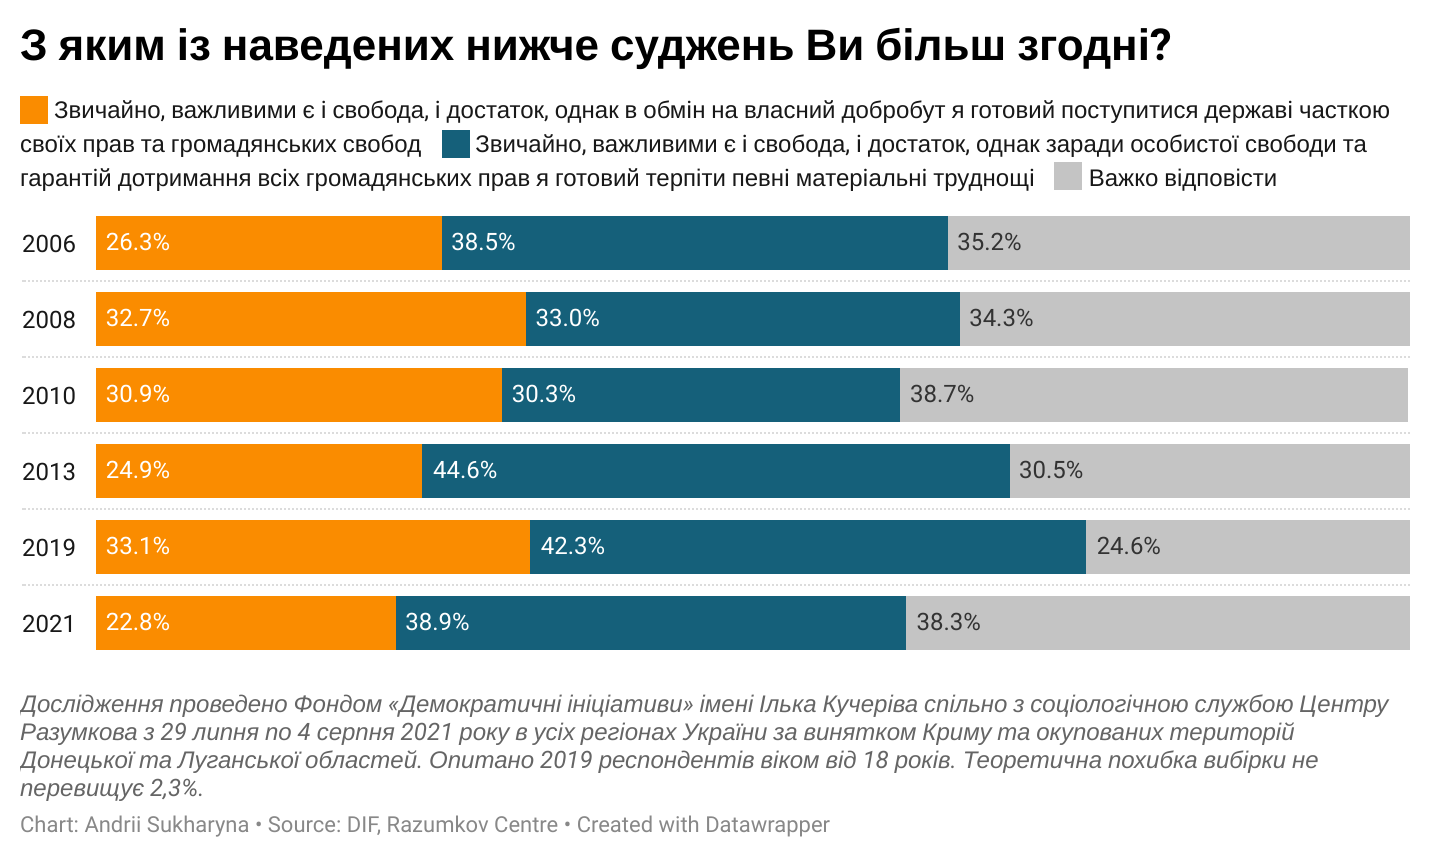 З яким із наведених нижче суджень Ви більш згодні?
Звичайно, важливими є і свобода, і достаток, однак в обмін на власний добробут я готовий поступитися державі часткою
своїх прав та громадянських свобод Звичайно, важливими є і свобода, і достаток, однак заради особистої свободи та
гарантій дотримання всіх громадянських прав я готовий терпіти певні матеріальні труднощі Важко відповісти
2006 26.3% 38.5% 35.2%
2008 32.7% 33.0% 34.3%
2010 30.9% 30.3% 38.7%
2013 24.9% 44.6% 30.5%
2019 33.1% 42.3% 24.6%
2021 22.8% 38.9% 38.3%
Дослідження проведено Фондом «Демократичні ініціативи» імені Ілька Кучеріва спільно з соціологічною службою Центру
Разумкова з 29 липня по 4 серпня 2021 року в усіх регіонах України за винятком Криму та окупованих територій
Донецької та Луганської областей. Опитано 2019 респондентів віком від 18 років. Теоретична похибка вибірки не
перевищує 2,3%.
Chart: Andrii Sukharyna • Source: DIF, Razumkov Centre • Created with Datawrapper